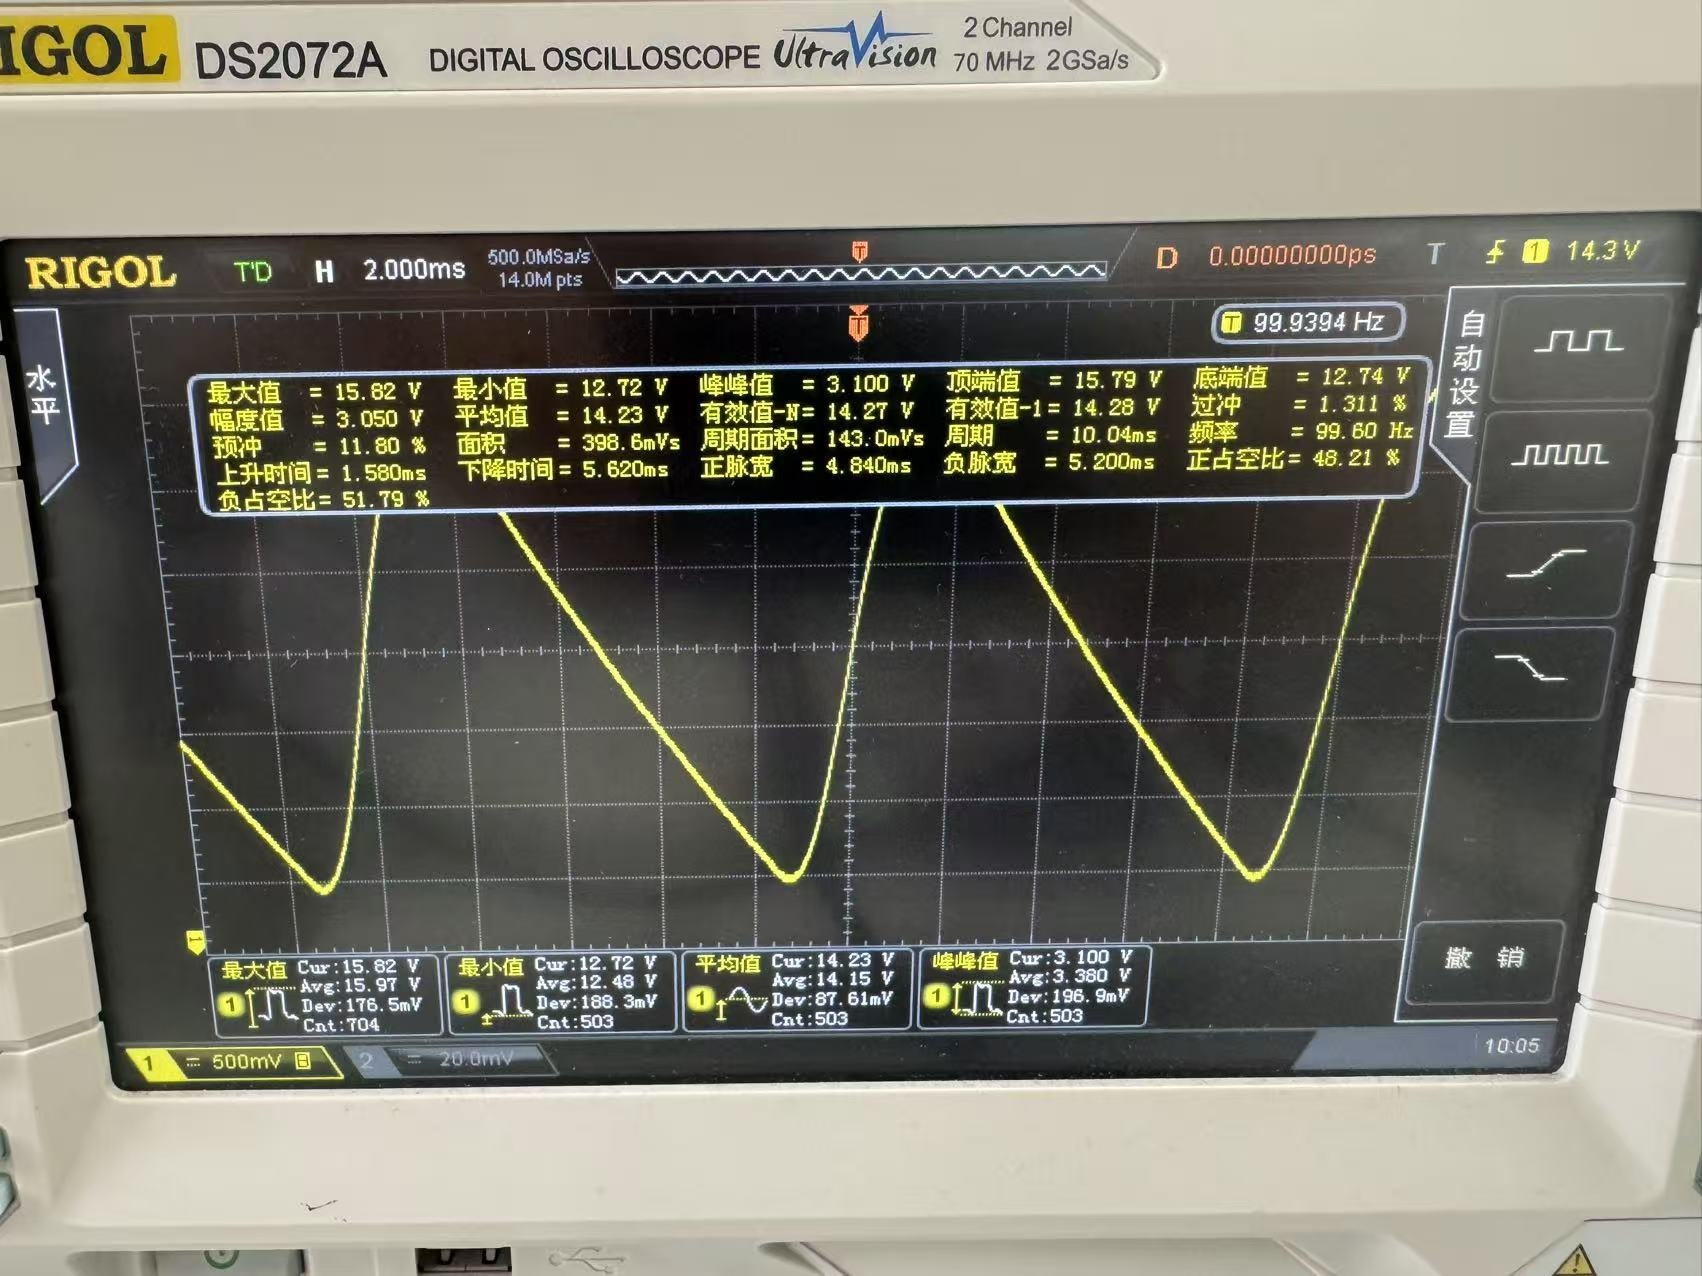 RIGOL DS2072A DIGITAL OSCILLOSCOPE UltraVision 2 Channel
70 MHz 2GSa/s
RIGOL T'D H 2.000ms 500.0MSa/s D 0.00000000ps T 1 14.3V
14.0M pts
T
水平
T 99.9394 Hz
自动设置
最大值 = 15.82 V 最小值 = 12.72 V 峰峰值 = 3.100 V 顶端值 = 15.79 V 底端值 = 12.74 V
幅度值 = 3.050 V 平均值 = 14.23 V 有效值-N= 14.27 V 有效值-1= 14.28 V 过冲 = 1.311 %
预冲 = 11.80 % 面积 = 398.6mVs 周期面积= 143.0mVs 周期 = 10.04ms 频率 = 99.60 Hz
上升时间= 1.580ms 下降时间= 5.620ms 正脉宽 = 4.840ms 负脉宽 = 5.200ms 正占空比= 48.21 %
负占空比= 51.79 %
撤 销
最大值 Cur:15.82 V
Avg:15.97 V
1 Dev:176.5mV
Cnt:704
最小值 Cur:12.72 V
Avg:12.48 V
1 Dev:188.3mV
Cnt:503
平均值 Cur:14.23 V
Avg:14.15 V
1 Dev:87.61mV
Cnt:503
峰峰值 Cur:3.100 V
Avg:3.380 V
1 Dev:196.9mV
Cnt:503
1 = 500mV B 2 = 20.0mV 10:05